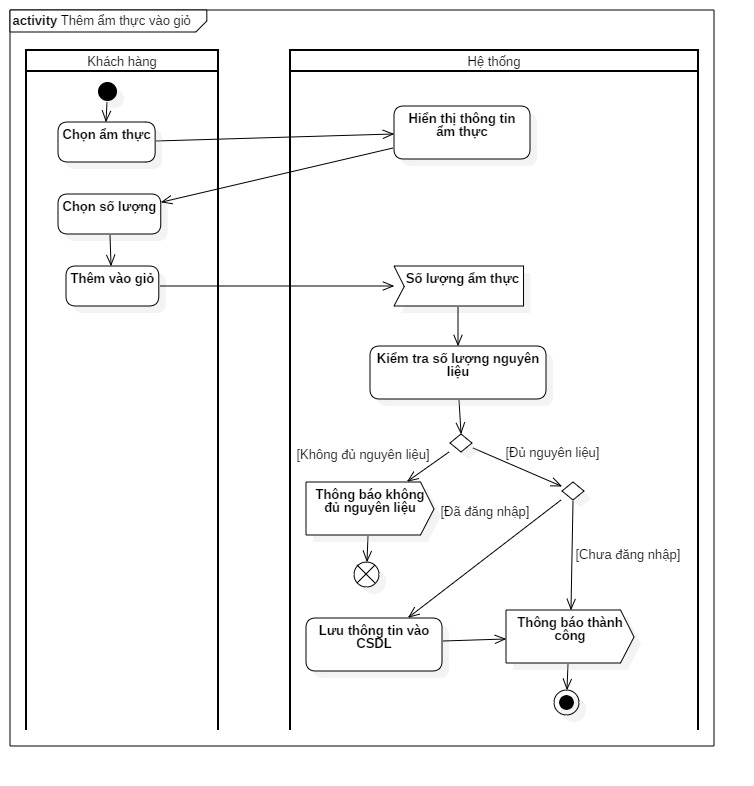 activity Thêm ẩm thực vào giỏ
Khách hàng
Hệ thống
Chọn ẩm thực
Hiển thị thông tin
ẩm thực
Chọn số lượng
Thêm vào giỏ
Số lượng ẩm thực
Kiểm tra số lượng nguyên
liệu
[Không đủ nguyên liệu]
[Đủ nguyên liệu]
Thông báo không
đủ nguyên liệu
[Đã đăng nhập]
[Chưa đăng nhập]
Lưu thông tin vào
CSDL
Thông báo thành
công